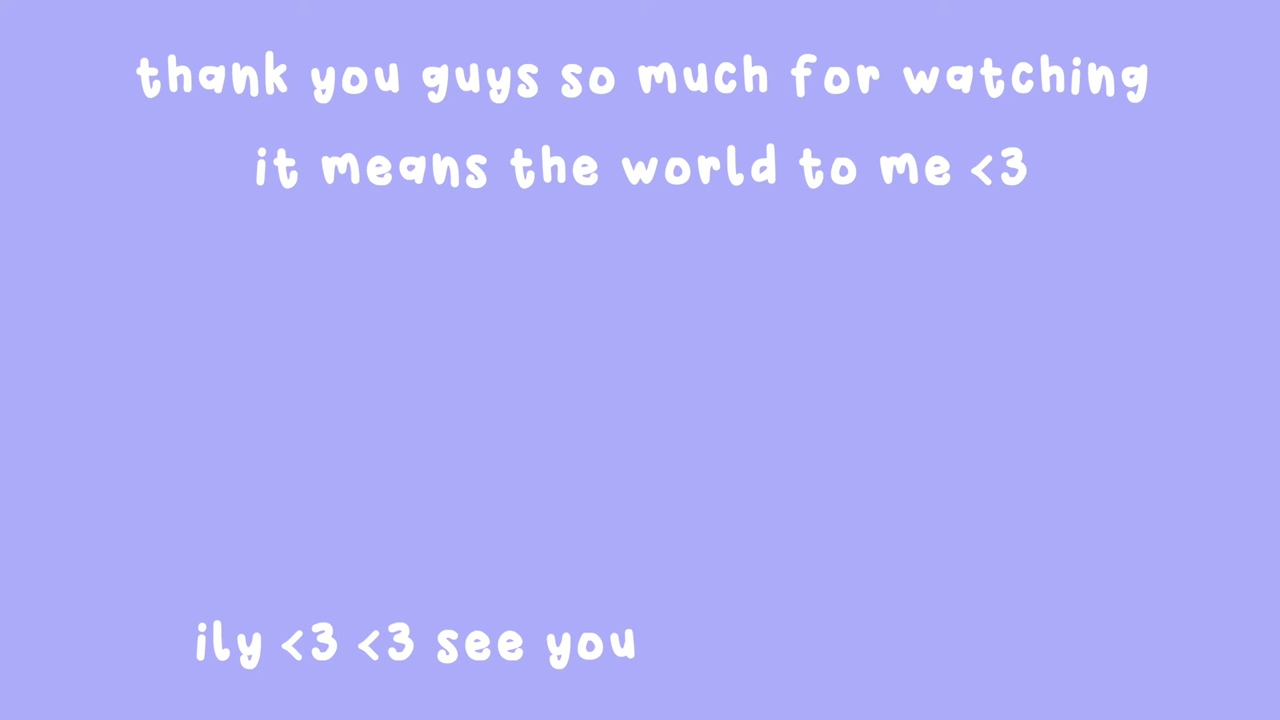 thank you guys so much for watching
it means the world to me <3
ily <3 <3 see you